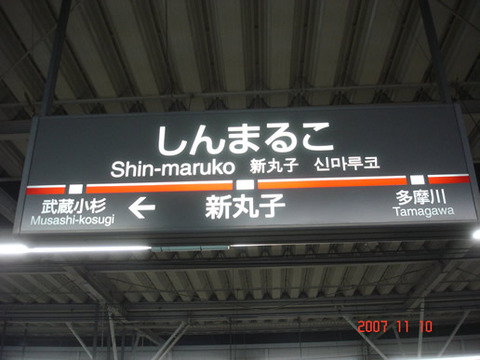 しんまるこ
Shin-maruko 新丸子 신마루코
武蔵小杉 ← 新丸子 多摩川
Musashi-kosugi Tamagawa
2007 11 10